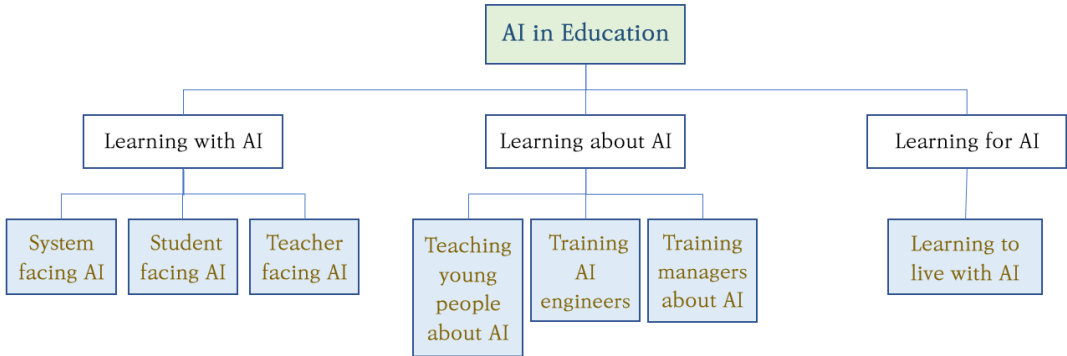 AI in Education
Learning with AI
Learning about AI
Learning for AI
System
facing AI
Student
facing AI
Teacher
facing AI
Teaching
young
people
about AI
Training
AI
engineers
Training
managers
about AI
Learning to
live with AI